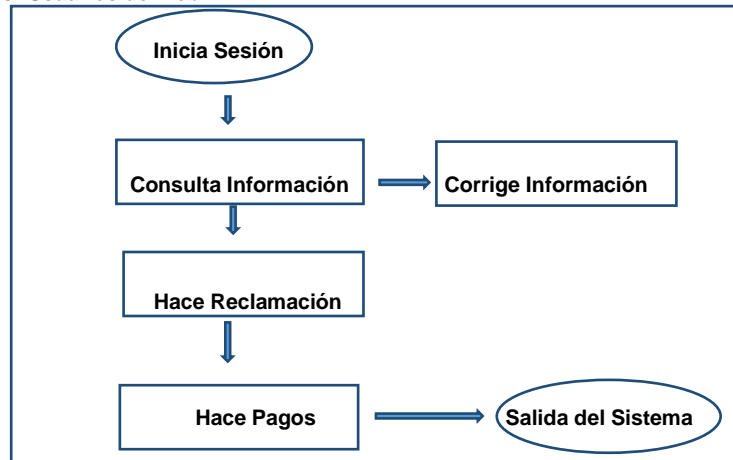 Inicia Sesión
Consulta Información
Corrige Información
Hace Reclamación
Hace Pagos
Salida del Sistema